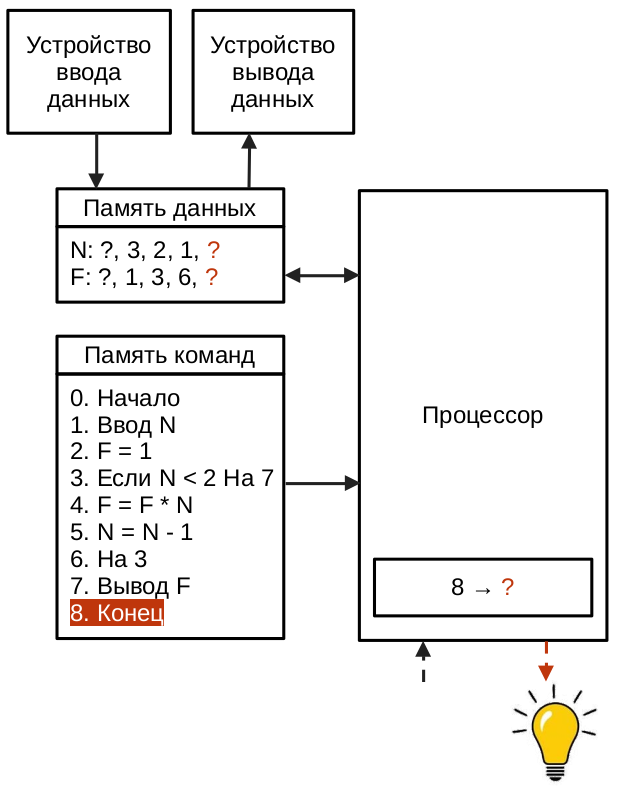 Устройство
ввода
данных
Устройство
вывода
данных
Память данных
N: ?, 3, 2, 1, ?
F: ?, 1, 3, 6, ?
Память команд
0. Начало
1. Ввод N
2. F = 1
3. Если N < 2 На 7
4. F = F * N
5. N = N - 1
6. На 3
7. Вывод F
8. Конец
Процессор
8 → ?